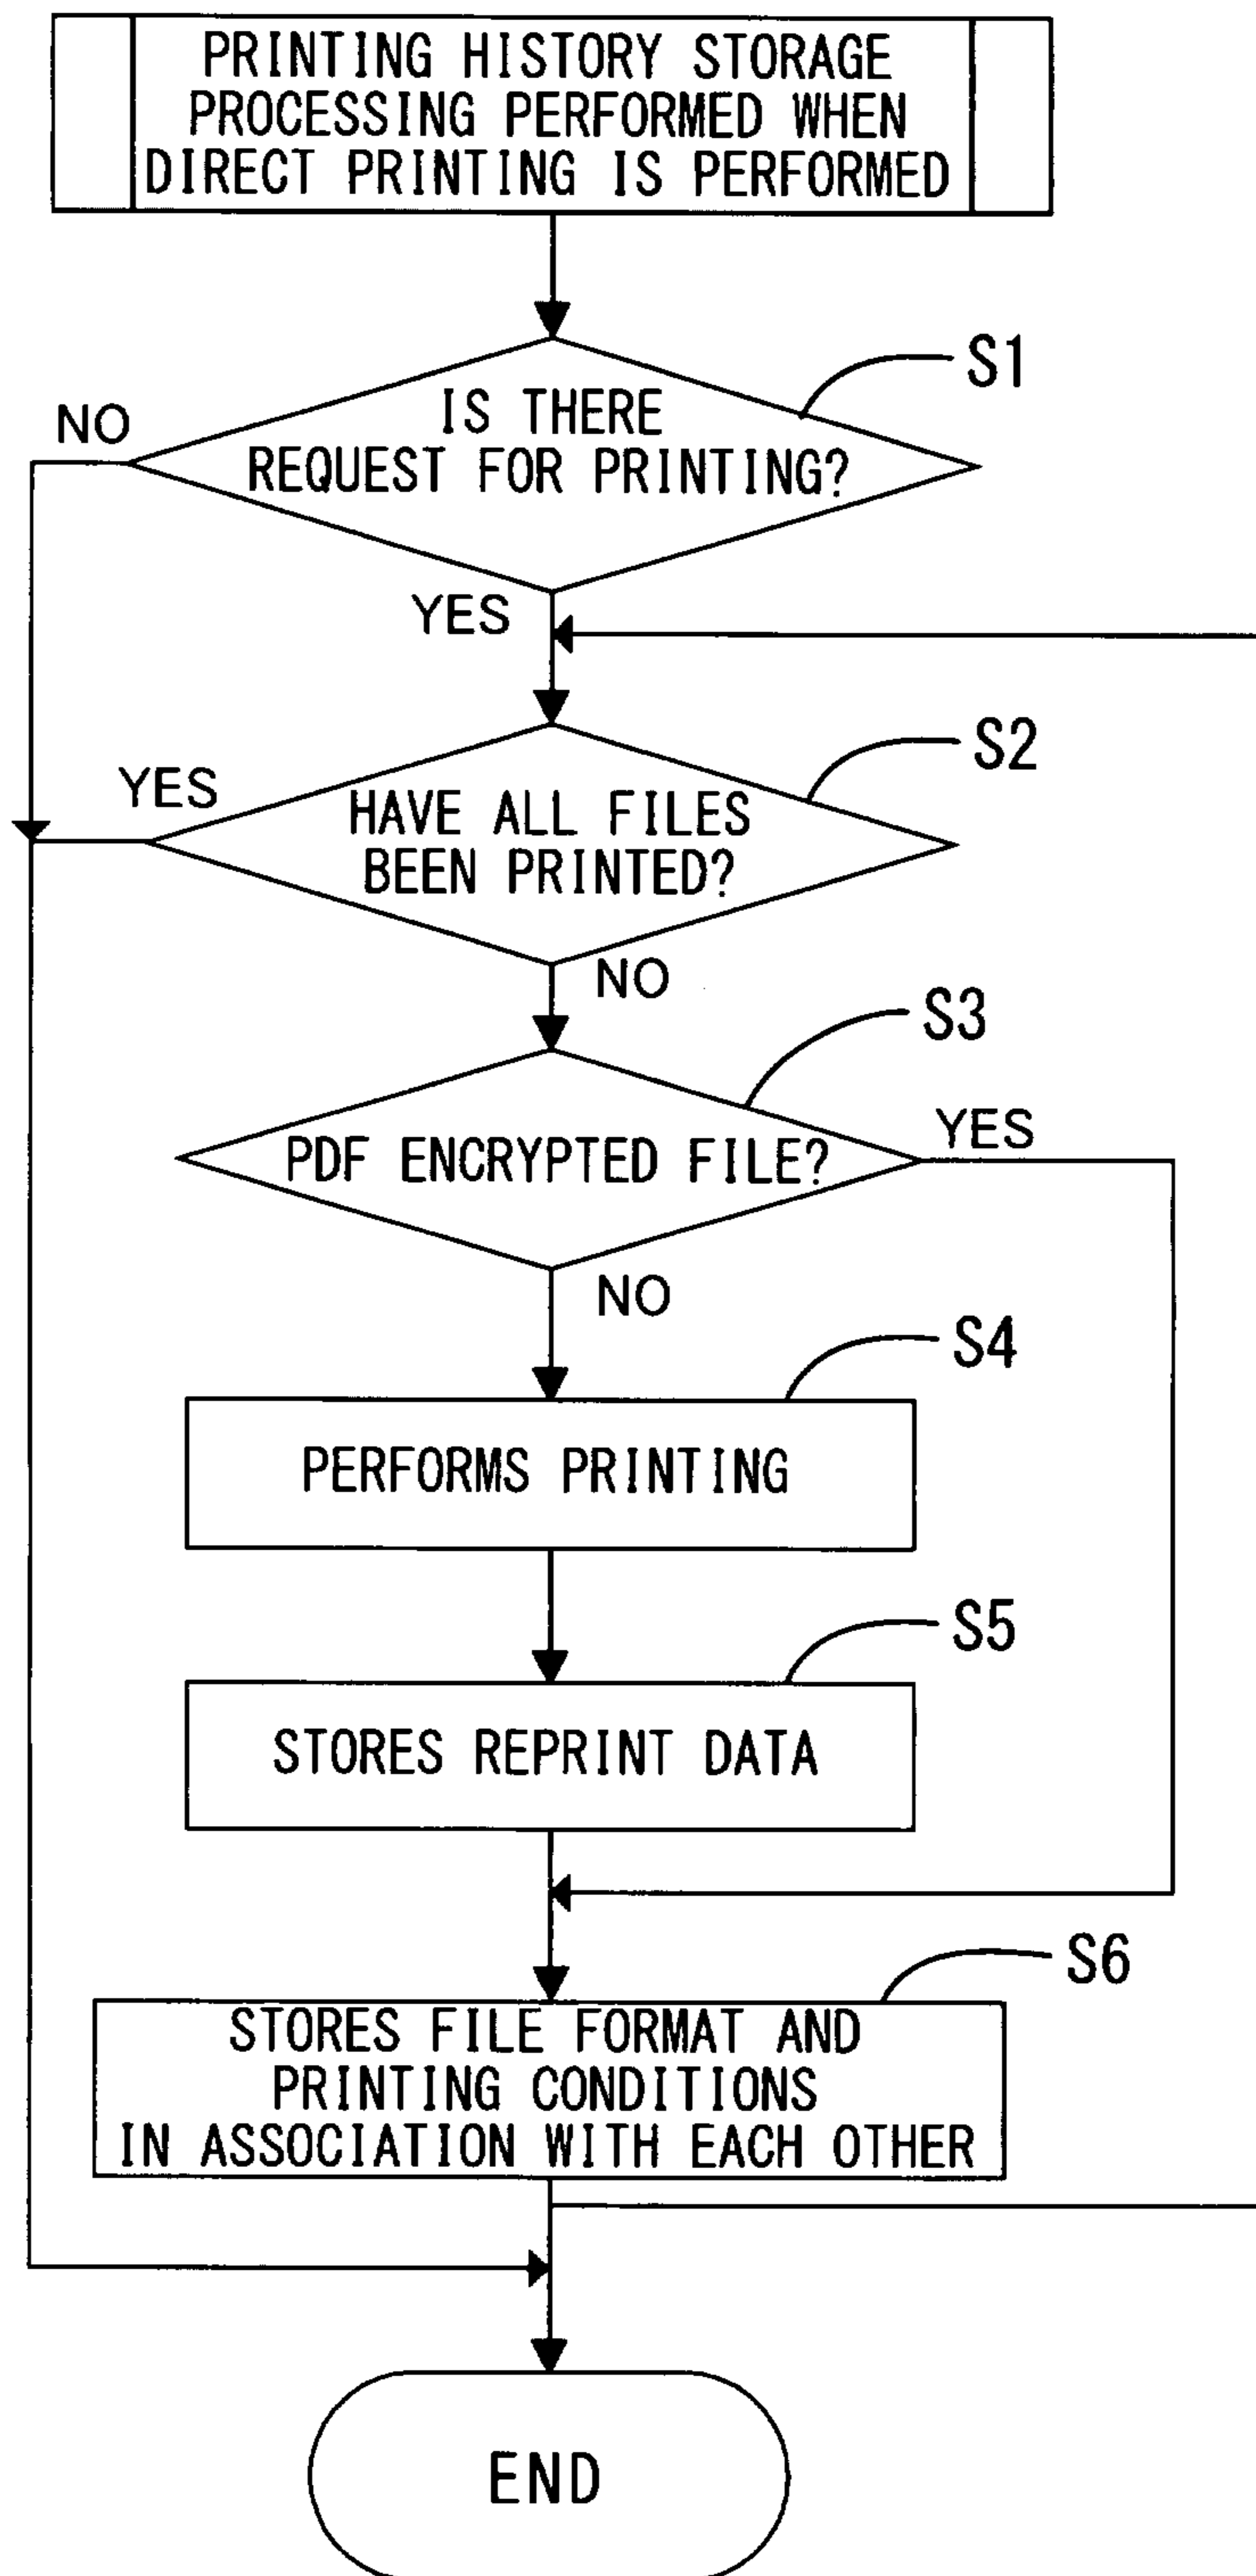 PRINTING HISTORY STORAGE
PROCESSING PERFORMED WHEN
DIRECT PRINTING IS PERFORMED
S1
NO
IS THERE
REQUEST FOR PRINTING?
YES
S2
YES
HAVE ALL FILES
BEEN PRINTED?
NO
S3
YES
PDF ENCRYPTED FILE?
NO
S4
PERFORMS PRINTING
S5
STORES REPRINT DATA
S6
STORES FILE FORMAT AND
PRINTING CONDITIONS
IN ASSOCIATION WITH EACH OTHER
END